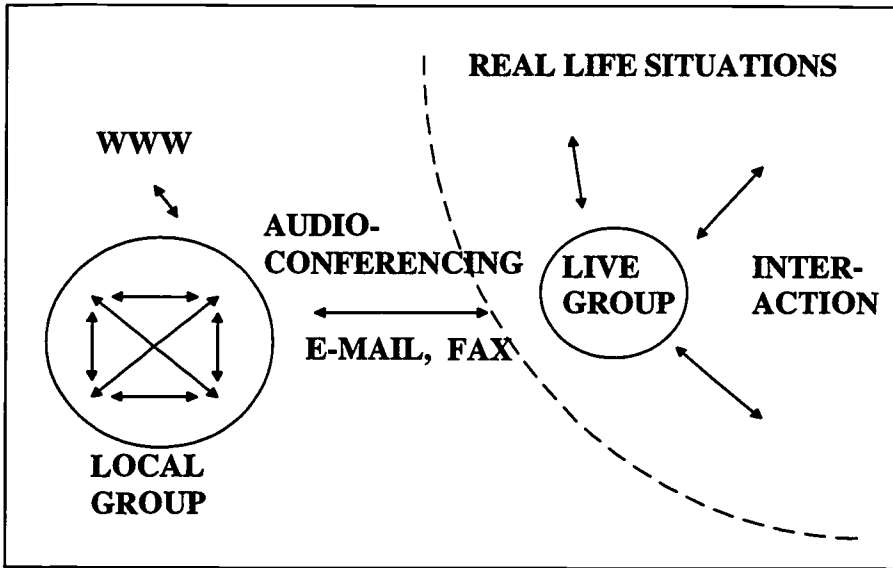 REAL LIFE SITUATIONS
WWW
AUDIO-
CONFERENCING
E-MAIL, FAX
LIVE
GROUP
INTER-
ACTION
LOCAL
GROUP